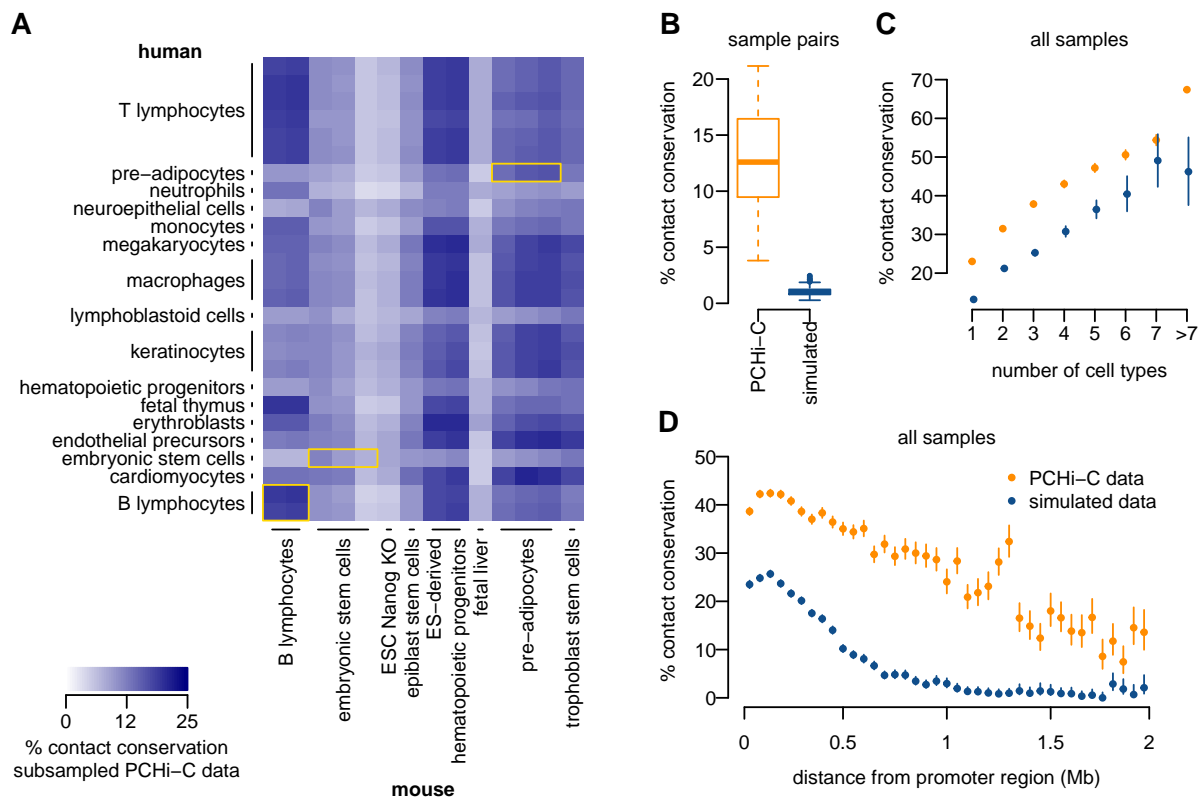 A
human
T lymphocytes
pre−adipocytes
neutrophils
neuroepithelial cells
monocytes
megakaryocytes
macrophages
lymphoblastoid cells
keratinocytes
hematopoietic progenitors
fetal thymus
erythroblasts
endothelial precursors
embryonic stem cells
cardiomyocytes
B lymphocytes
B lymphocytes
embryonic stem cells
ESC Nanog KO
epiblast stem cells
ES−derived
hematopoietic progenitors
fetal liver
pre−adipocytes
trophoblast stem cells
mouse
0 12 25
% contact conservation
subsampled PCHi−C data
B
sample pairs
% contact conservation
20
15
10
5
0
PCHi−C
simulated
C
all samples
% contact conservation
70
60
50
40
30
20
1 2 3 4 5 6 7 >7
number of cell types
D
all samples
PCHi−C data
simulated data
% contact conservation
50
40
30
20
10
0
0 0.5 1 1.5 2
distance from promoter region (Mb)